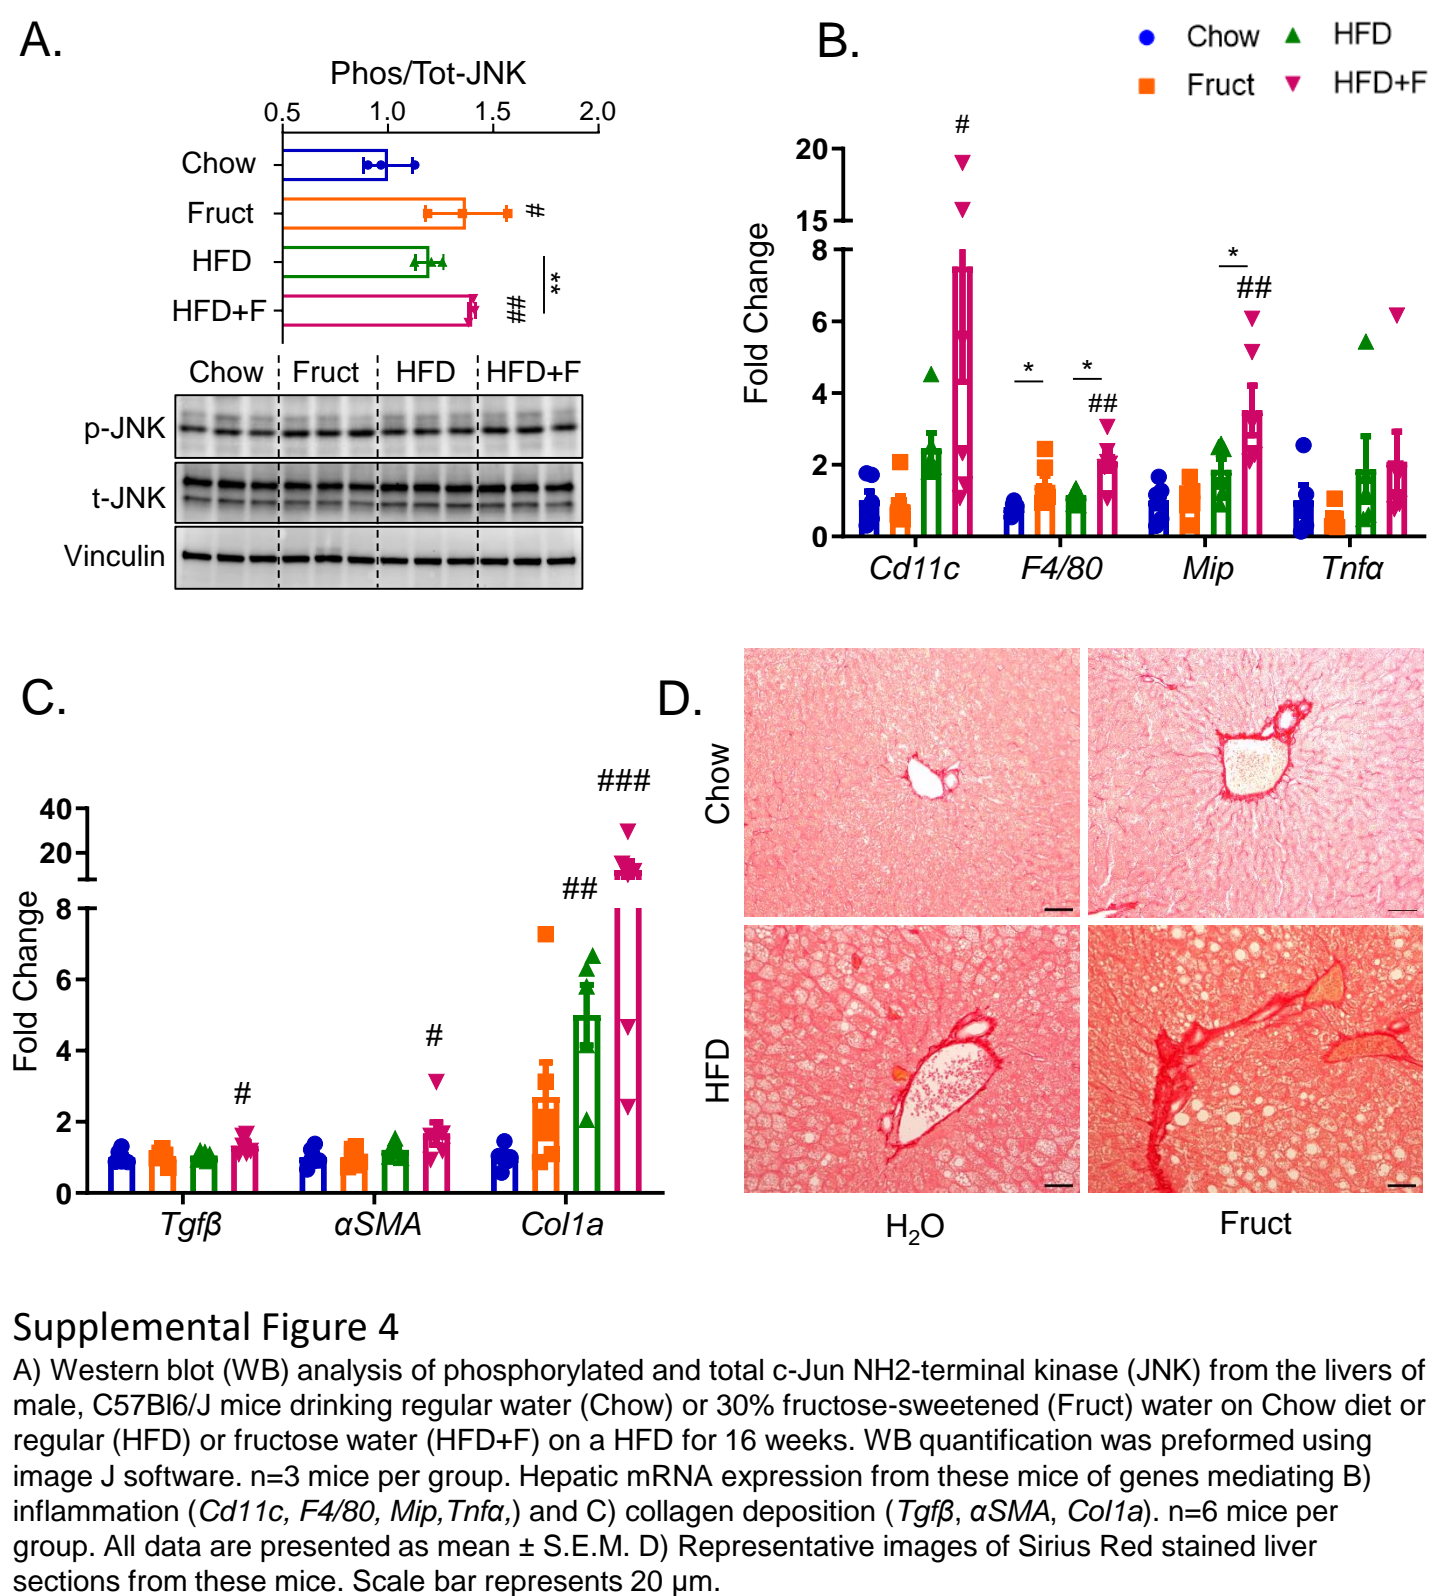 A.
Phos/Tot-JNK
0.5 1.0 1.5 2.0
Chow
Fruct #
HFD
**
HFD+F ##
Chow Fruct HFD HFD+F
p-JNK
t-JNK
Vinculin
B.
Chow HFD
Fruct HFD+F
Fold Change
20
15
8
6
4
2
0
#
* * ##
* ##
Cd11c F4/80 Mip Tnfα
C.
Fold Change
40
20
8
6
4
2
0
#
#
##
###
Tgfβ αSMA Col1a
D.
Chow
HFD
H₂O Fruct
Supplemental Figure 4
A) Western blot (WB) analysis of phosphorylated and total c-Jun NH2-terminal kinase (JNK) from the livers of
male, C57Bl6/J mice drinking regular water (Chow) or 30% fructose-sweetened (Fruct) water on Chow diet or
regular (HFD) or fructose water (HFD+F) on a HFD for 16 weeks. WB quantification was preformed using
image J software. n=3 mice per group. Hepatic mRNA expression from these mice of genes mediating B)
inflammation (Cd11c, F4/80, Mip,Tnfα,) and C) collagen deposition (Tgfβ, αSMA, Col1a). n=6 mice per
group. All data are presented as mean ± S.E.M. D) Representative images of Sirius Red stained liver
sections from these mice. Scale bar represents 20 μm.